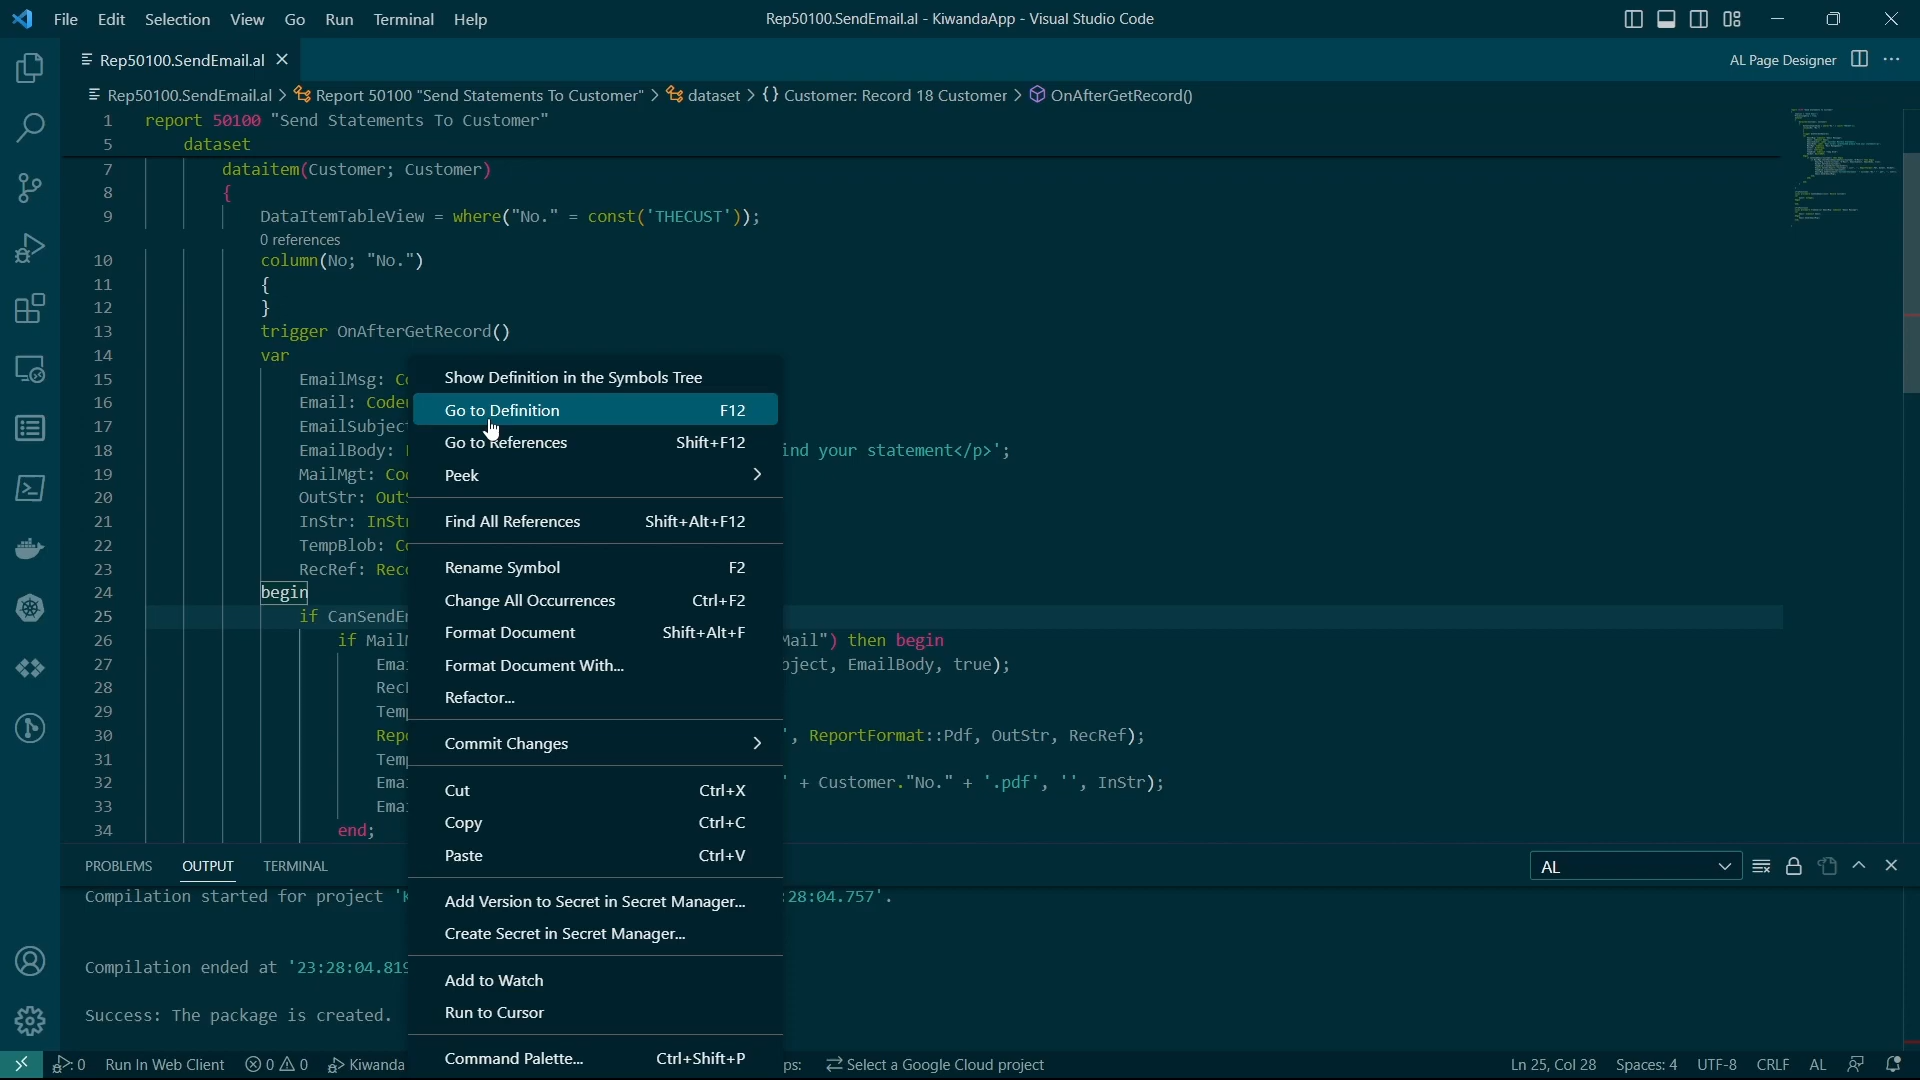 File Edit Selection View Go Run Terminal Help
Rep50100.SendEmail.al - KiwandaApp - Visual Studio Code
Rep50100.SendEmail.al
AL Page Designer
Rep50100.SendEmail.al > Report 50100 "Send Statements To Customer" > dataset > {} Customer: Record 18 Customer > OnAfterGetRecord()
1 report 50100 "Send Statements To Customer"
5 dataset
7 dataitem(Customer; Customer)
8 {
9 DataItemTableView = where("No." = const('THECUST'));
0 references
10 column(No; "No.")
11 {
12 }
13 trigger OnAfterGetRecord()
14 var
15 EmailMsg:
16 Email:
17
18 EmailBody: ind your statement</p>';
19 MailMgt:
20 OutStr:
21 InStr:
22 TempBlob:
23 RecRef:
24 begin
25 if
26 if Mail") then begin
27 ject, EmailBody, true);
28
29
30 ', ReportFormat::Pdf, OutStr, RecRef);
31
32 ' + Customer."No." + '.pdf', '', InStr);
33
34 end;
Show Definition in the Symbols Tree
Go to Definition F12
Go to References Shift+F12
Peek
Find All References Shift+Alt+F12
Rename Symbol F2
Change All Occurrences Ctrl+F2
Format Document Shift+Alt+F
Format Document With...
Refactor...
Commit Changes
Cut Ctrl+X
Copy Ctrl+C
Paste Ctrl+V
Add Version to Secret in Secret Manager...
Create Secret in Secret Manager...
Add to Watch
Run to Cursor
Command Palette... Ctrl+Shift+P
PROBLEMS OUTPUT TERMINAL
AL
Compilation started for project 28:04.757'.
Compilation ended at '23:28:04.819
Success: The package is created.
0 Run In Web Client 0 0 Kiwanda ps: Select a Google Cloud project
Ln 25, Col 28 Spaces: 4 UTF-8 CRLF AL